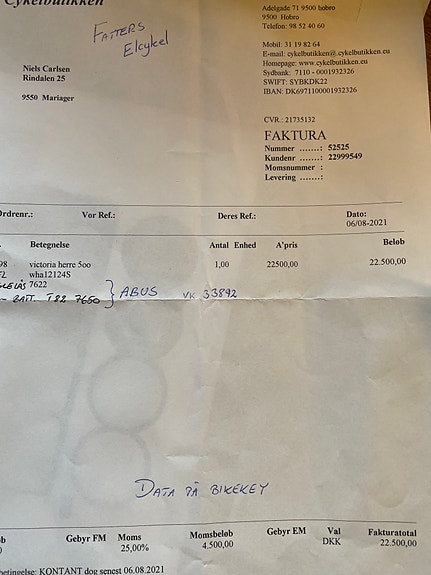 Cykelbutikken
Adelgade 71 9500 hobro
9500 Hobro
Telefon: 98 52 40 60
FATTERS
Elcykel
Mobil: 31 19 82 64
E-mail: cykelbutikken@.cykelbutikken.eu
Homepage: www.cykelbutikken.eu
Sydbank: 7110 - 0001932326
SWIFT: SYBKDK22
IBAN: DK6971100001932326
Niels Carlsen
Rindalen 25
9550 Mariager
CVR.: 21735132
FAKTURA
Nummer .......: 52525
Kundenr ......: 22999549
Momsnummer :
Levering .......:
Ordrenr.: Vor Ref.: Deres Ref.: Dato:
06/08-2021
Betegnelse Antal Enhed A'pris Beløb
98 victoria herre 5oo 1,00 22500,00 22.500,00
EL wha12124S
7622
BATT. T82 7650 } ABUS VK 33892
DATA PÅ BIKEKEY
Gebyr FM Moms Momsbeløb Gebyr EM Val Fakturatotal
0 25,00% 4.500,00 DKK 22.500,00
betingelse: KONTANT dog senest 06.08.2021